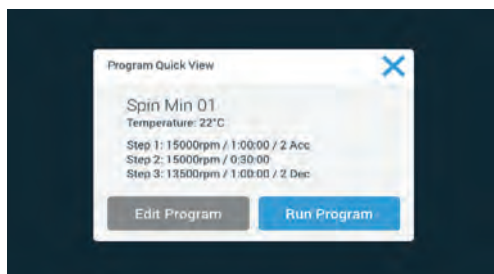 Program Quick View
Spin Min 01
Temperature: 22°C
Step 1: 15000rpm / 1:00:00 / 2 Acc
Step 2: 15000rpm / 0:30:00
Step 3: 13500rpm / 1:00:00 / 2 Dec
Edit Program
Run Program